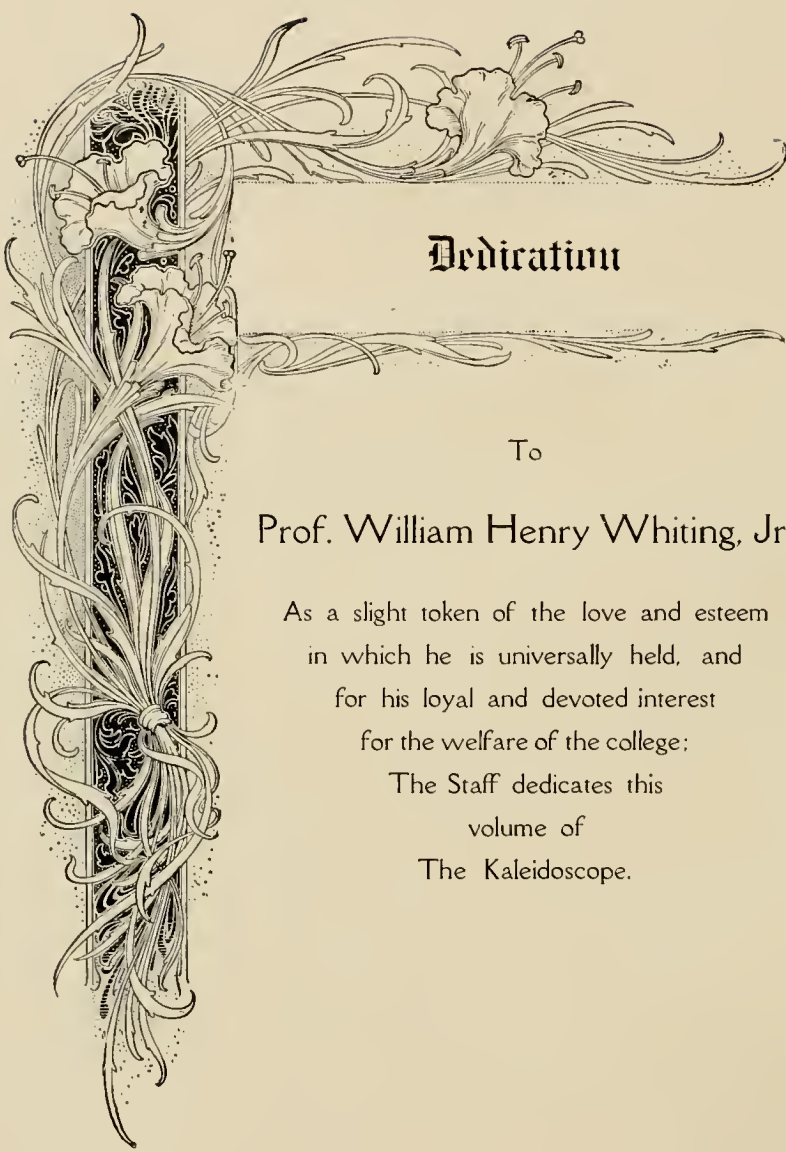 Dedication
To
Prof. William Henry Whiting, Jr
As a slight token of the love and esteem
in which he is universally held, and
for his loyal and devoted interest
for the welfare of the college;
The Staff dedicates this
volume of
The Kaleidoscope.